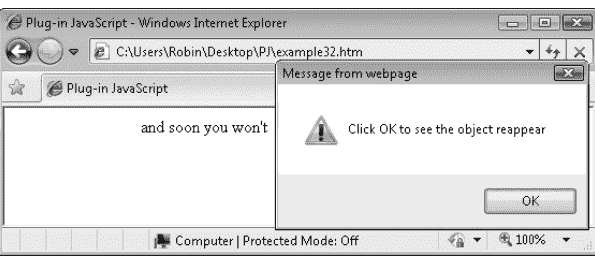 Plug-in JavaScript - Windows Internet Explorer
C:\Users\Robin\Desktop\PJ\example32.htm
Message from webpage
Plug-in JavaScript
and soon you won't
Click OK to see the object reappear
OK
Computer | Protected Mode: Off
100%